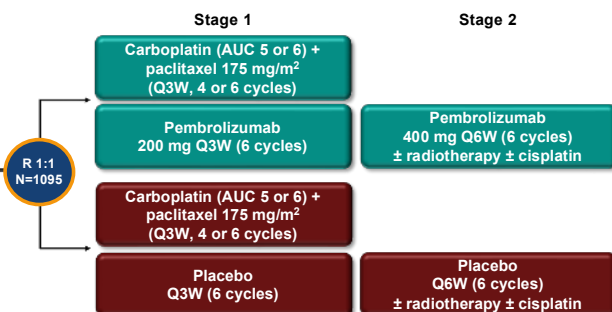 Stage 1
Stage 2
Carboplatin (AUC 5 or 6) +
paclitaxel 175 mg/m²
(Q3W, 4 or 6 cycles)
Pembrolizumab
200 mg Q3W (6 cycles)
Pembrolizumab
400 mg Q6W (6 cycles)
± radiotherapy ± cisplatin
R 1:1
N=1095
Carboplatin (AUC 5 or 6) +
paclitaxel 175 mg/m²
(Q3W, 4 or 6 cycles)
Placebo
Q3W (6 cycles)
Placebo
Q6W (6 cycles)
± radiotherapy ± cisplatin